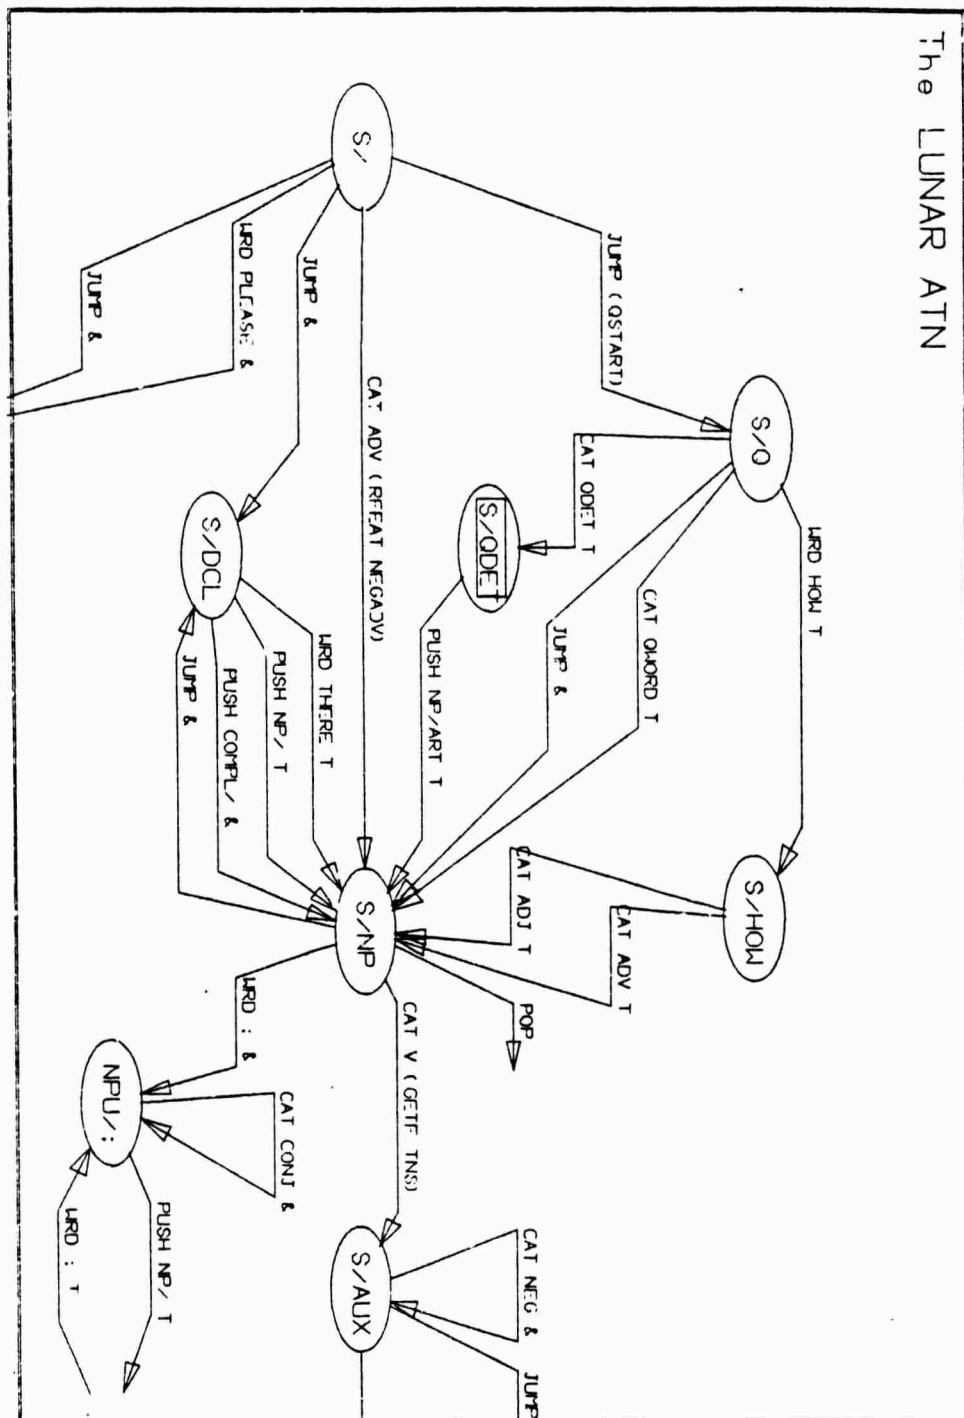 The LUNAR ATN
S/
JUMP (QSTART)
S/Q
WRD HOW T
S/HOW
CAT QDET T
S/QDET
CAT QWORD T
JUMP &
PUSH NP/ART T
CAT ADJ T
CAT ADV T
POP
CAT ADV (REEAT NEGADV)
S/NP
CAT V (GETF TNS)
S/AUX
CAT NEG &
JUMP
JUMP &
S/DCL
WRD THERE T
PUSH NP/ T
PUSH COMPL/ &
JUMP &
WRD PLEASE &
JUMP &
WRD : &
NPU/;
CAT CONJ &
PUSH NP/ T
WRD : T